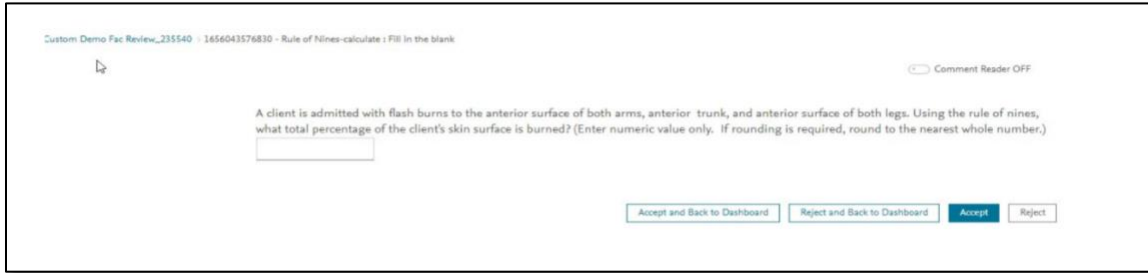 Custom Demo Fac Review_235540 > 1656043576830 - Rule of Nines-calculate : Fill in the blank
Comment Reader OFF
A client is admitted with flash burns to the anterior surface of both arms, anterior trunk, and anterior surface of both legs. Using the rule of nines,
what total percentage of the client's skin surface is burned? (Enter numeric value only. If rounding is required, round to the nearest whole number.)
Accept and Back to Dashboard Reject and Back to Dashboard Accept Reject